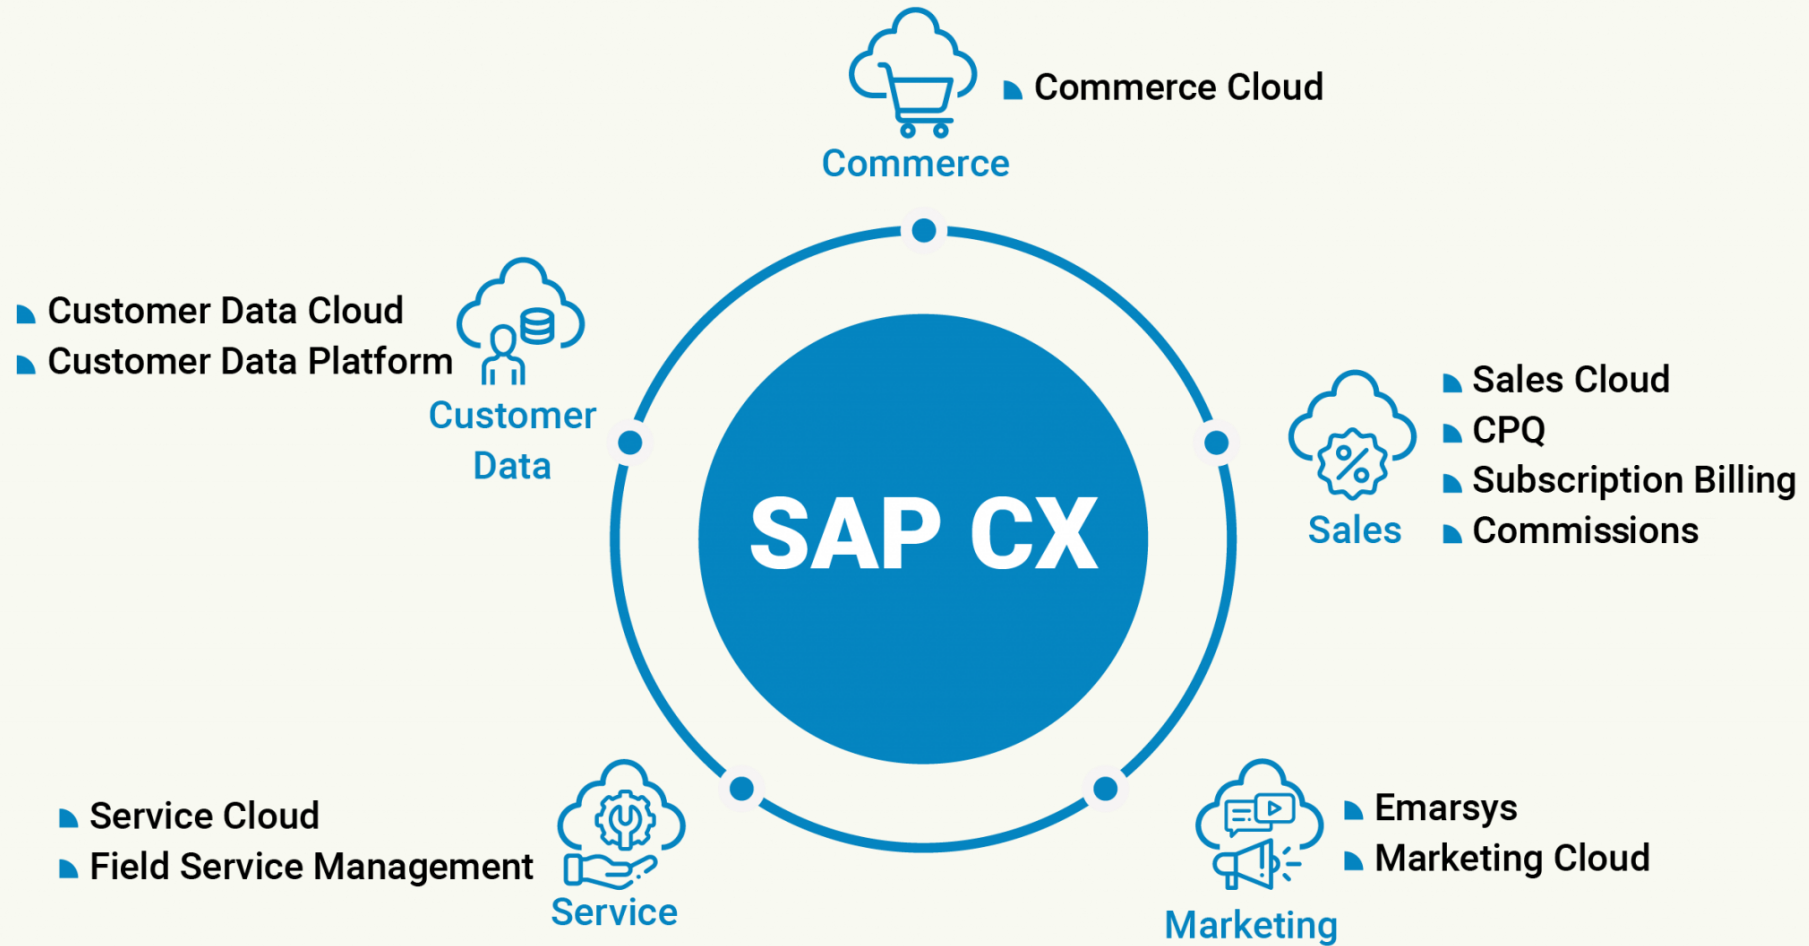 Commerce Cloud
Commerce
Customer Data Cloud
Customer Data Platform
Customer
Data
SAP CX
Sales Cloud
CPQ
Subscription Billing
Commissions
Sales
Service Cloud
Field Service Management
Service
Emarsys
Marketing Cloud
Marketing